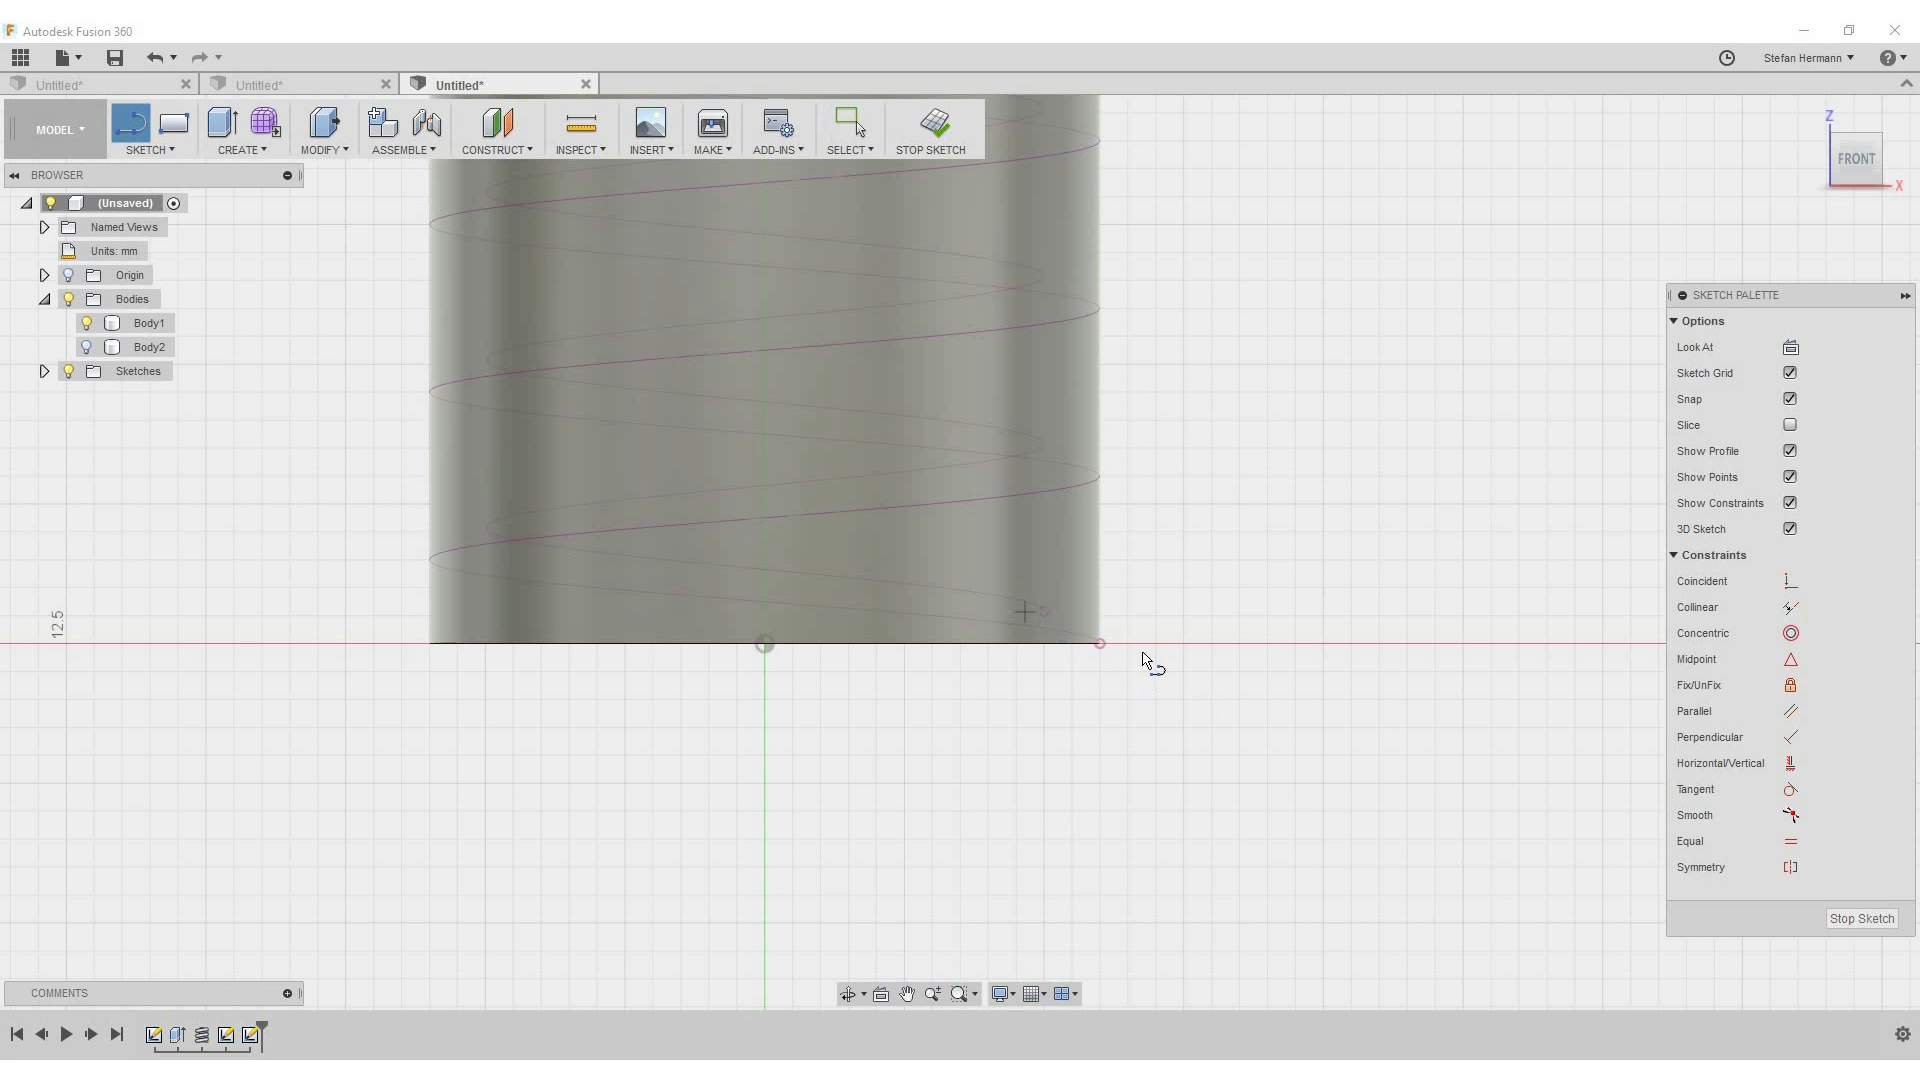 Autodesk Fusion 360
Stefan Hermann
Untitled*
Untitled*
Untitled*
MODEL
SKETCH
CREATE
MODIFY
ASSEMBLE
CONSTRUCT
INSPECT
INSERT
MAKE
ADD-INS
SELECT
STOP SKETCH
BROWSER
(Unsaved)
Named Views
Units: mm
Origin
Bodies
Body1
Body2
Sketches
Z
FRONT
X
12.5
SKETCH PALETTE
Options
Look At
Sketch Grid
Snap
Slice
Show Profile
Show Points
Show Constraints
3D Sketch
Constraints
Coincident
Collinear
Concentric
Midpoint
Fix/UnFix
Parallel
Perpendicular
Horizontal/Vertical
Tangent
Smooth
Equal
Symmetry
Stop Sketch
COMMENTS